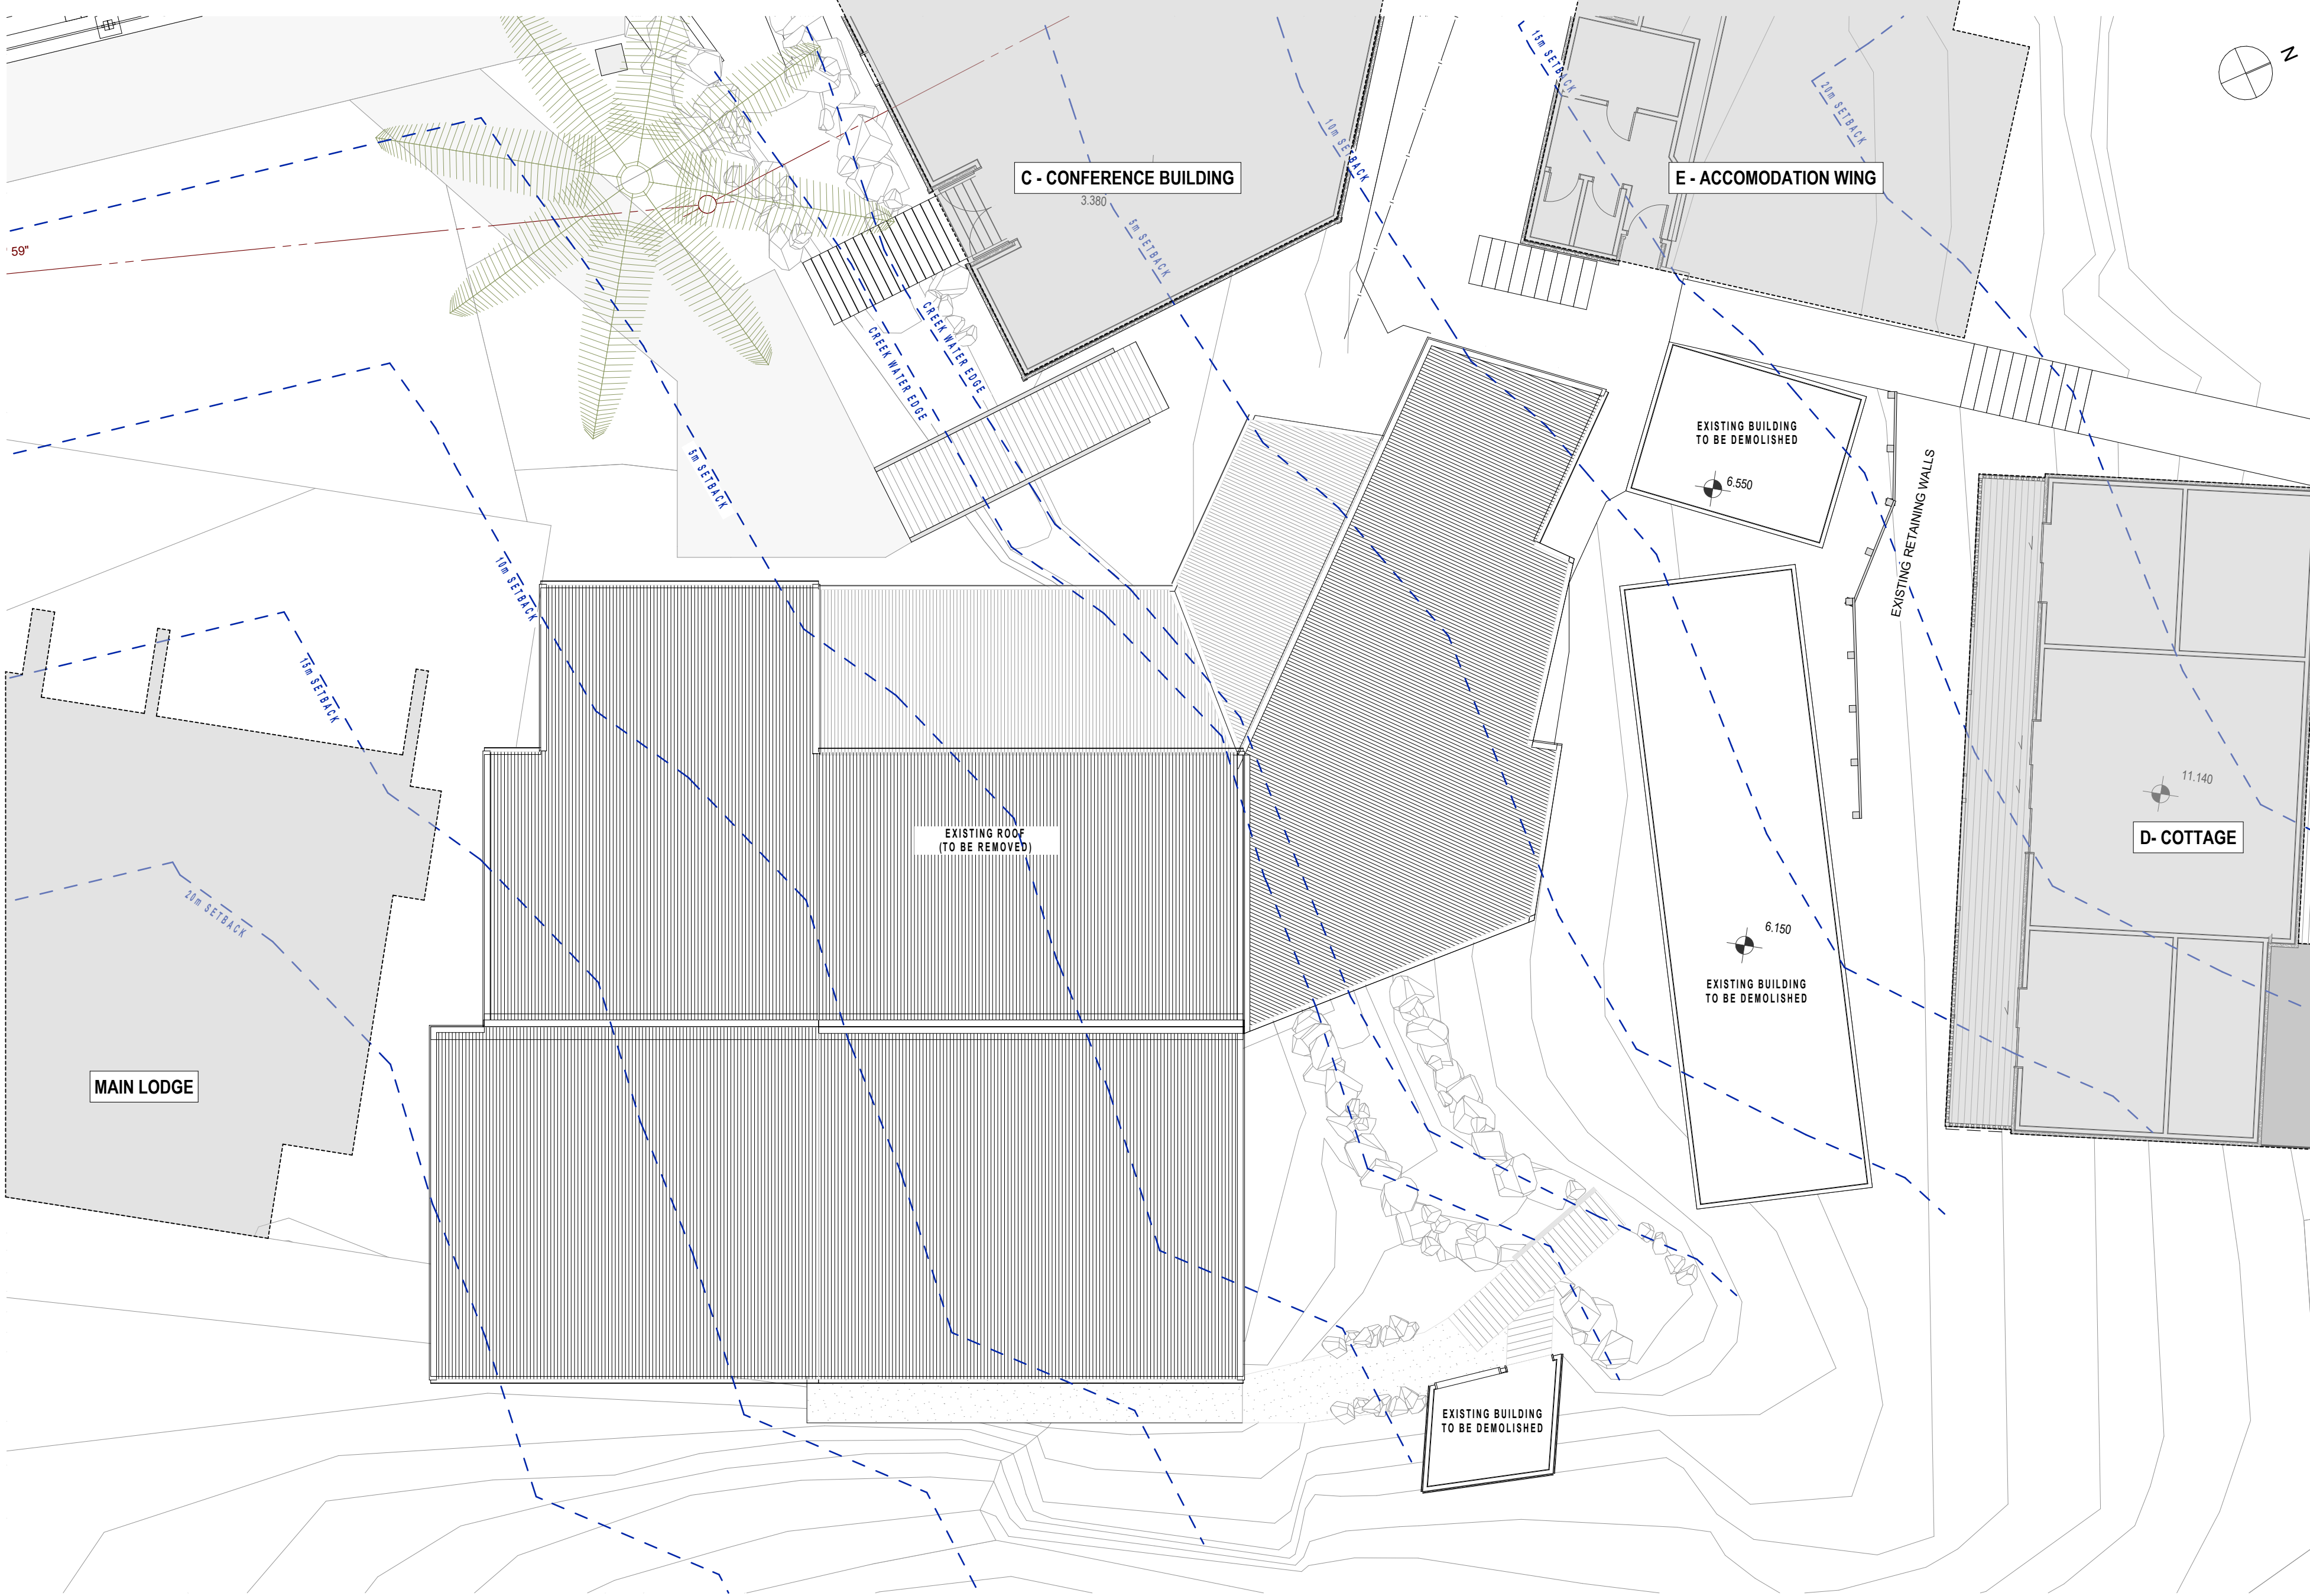 N
15m SETBACK
20m SETBACK
10m SETBACK
C - CONFERENCE BUILDING
3.380
E - ACCOMODATION WING
5m SETBACK
59"
CREEK WATER EDGE
CREEK WATER EDGE
EXISTING BUILDING
TO BE DEMOLISHED
6.550
5m SETBACK
EXISTING RETAINING WALLS
10m SETBACK
15m SETBACK
11.140
D- COTTAGE
EXISTING ROOF
(TO BE REMOVED)
20m SETBACK
6.150
EXISTING BUILDING
TO BE DEMOLISHED
MAIN LODGE
EXISTING BUILDING
TO BE DEMOLISHED